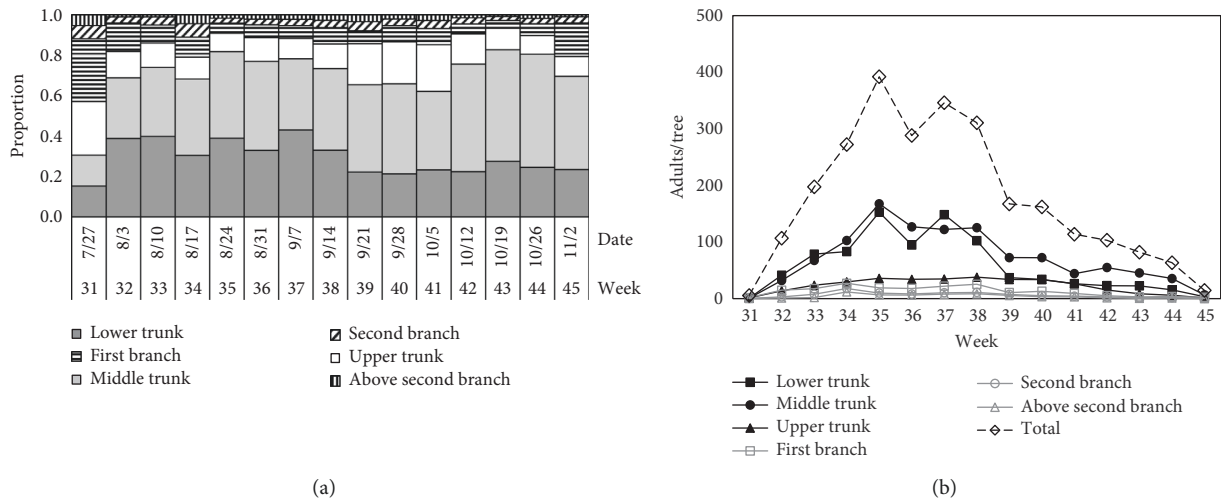 1.0
0.8
0.6
0.4
0.2
0.0
Proportion
7/27 8/3 8/10 8/17 8/24 8/31 9/7 9/14 9/21 9/28 10/5 10/12 10/19 10/26 11/2 Date
31 32 33 34 35 36 37 38 39 40 41 42 43 44 45 Week
Lower trunk Second branch
First branch Upper trunk
Middle trunk Above second branch
(a)
500
400
300
200
100
0
Adults/tree
31 32 33 34 35 36 37 38 39 40 41 42 43 44 45
Week
Lower trunk Second branch
Middle trunk Above second branch
Upper trunk Total
First branch
(b)